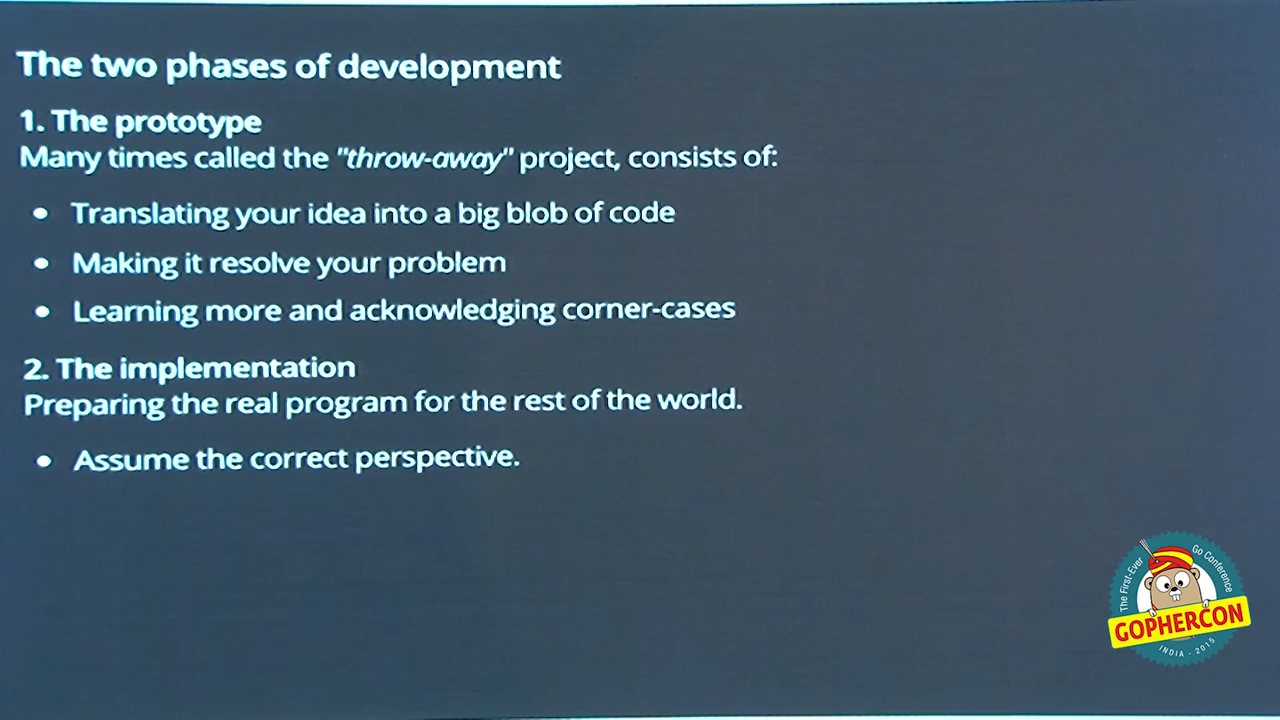 The two phases of development
1. The prototype
Many times called the "throw-away" project, consists of:
• Translating your idea into a big blob of code
• Making it resolve your problem
• Learning more and acknowledging corner-cases
2. The implementation
Preparing the real program for the rest of the world.
• Assume the correct perspective.
The First-Ever Go Conference
GOPHERCON
INDIA - 2015